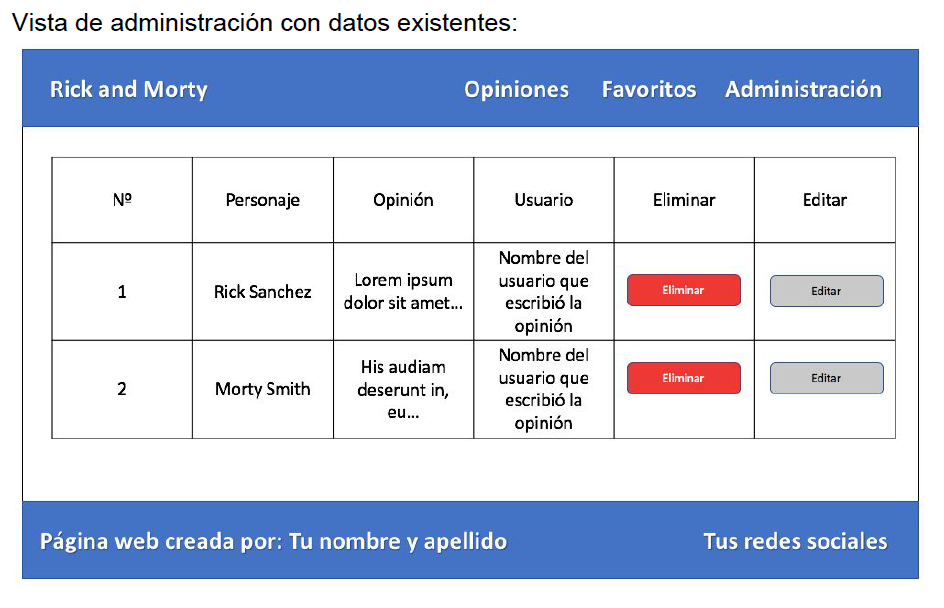 Vista de administración con datos existentes:
Rick and Morty Opiniones Favoritos Administración
Nº Personaje Opinión Usuario Eliminar Editar
1
Rick Sanchez
Lorem ipsum
dolor sit amet...
Nombre del
usuario que
escribió la
opinión
Eliminar
Editar
2
Morty Smith
His audiam
deserunt in,
eu...
Nombre del
usuario que
escribió la
opinión
Eliminar
Editar
Página web creada por: Tu nombre y apellido Tus redes sociales